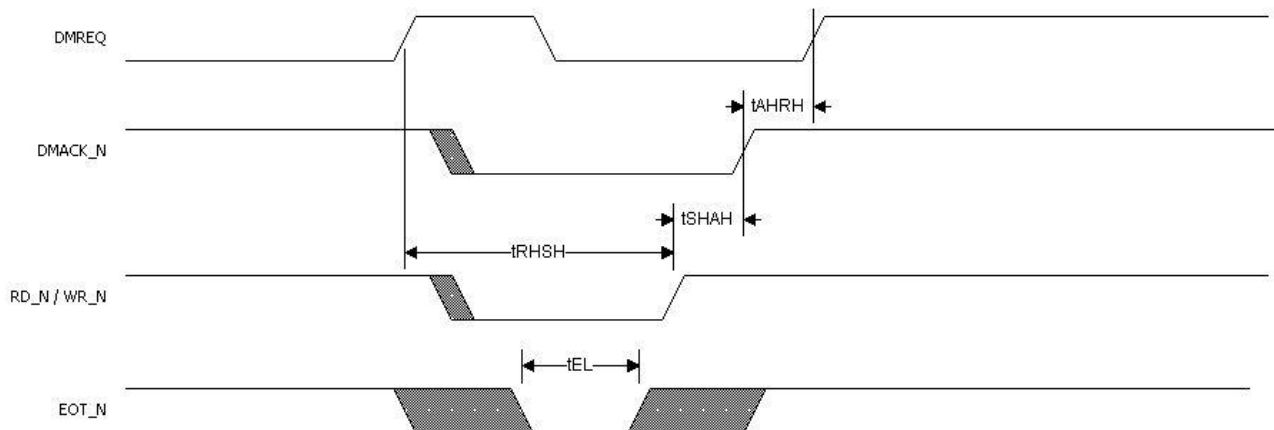 DMREQ
tAHRH
DMACK_N
tSHAH
tRHSH
RD_N / WR_N
tEL
EOT_N